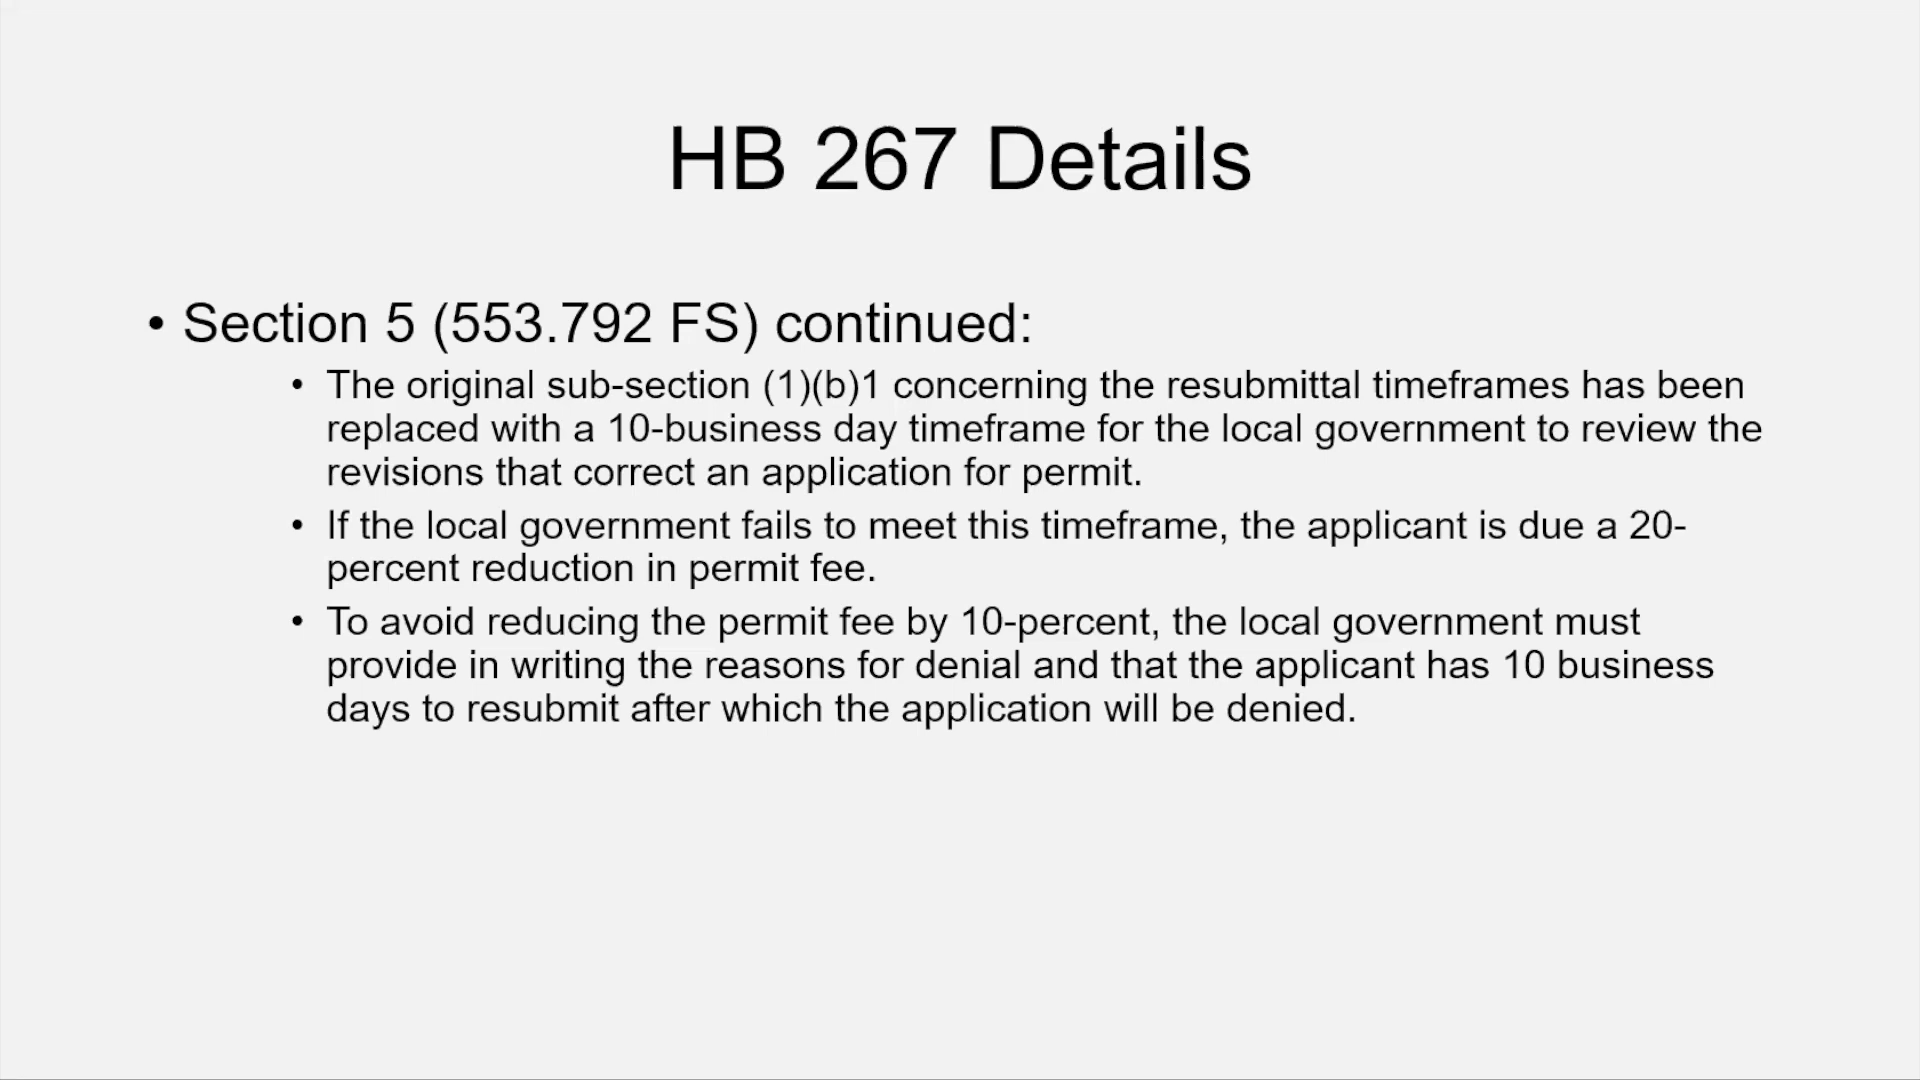 HB 267 Details
• Section 5 (553.792 FS) continued:
• The original sub-section (1)(b)1 concerning the resubmittal timeframes has been
replaced with a 10-business day timeframe for the local government to review the
revisions that correct an application for permit.
• If the local government fails to meet this timeframe, the applicant is due a 20-
percent reduction in permit fee.
• To avoid reducing the permit fee by 10-percent, the local government must
provide in writing the reasons for denial and that the applicant has 10 business
days to resubmit after which the application will be denied.